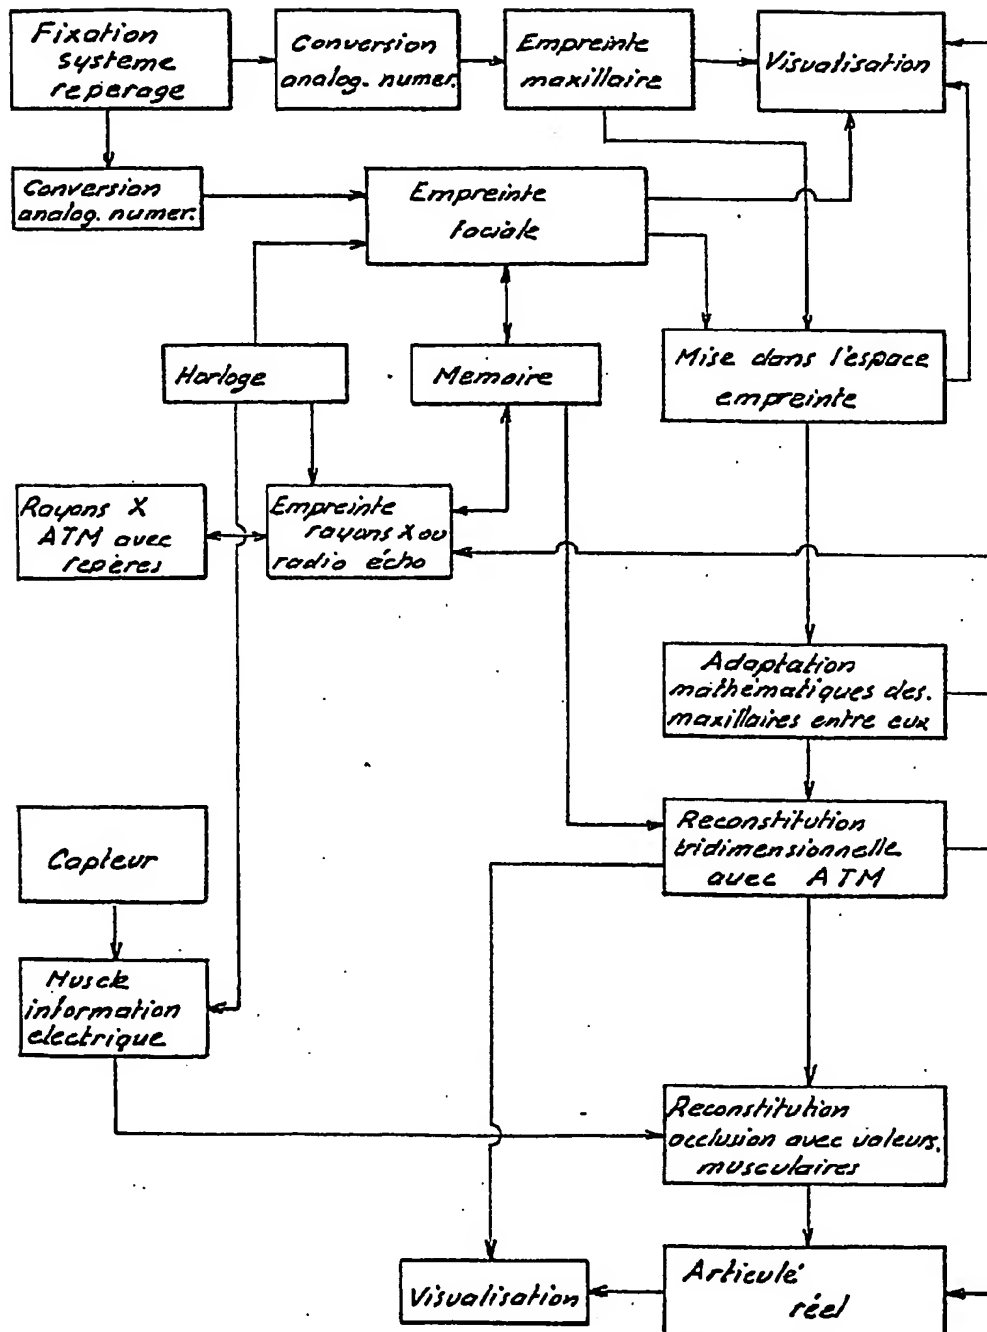 Fixation
systeme
reperage
Conversion
analog. numer.
Empreinte
maxillaire
Visualisation
Conversion
analog. numer.
Empreinte
faciale
Horloge
Memoire
Mise dans l'espace
empreinte
Rayons X
ATM avec
repères
Empreinte
rayons X ou
radio écho
Adaptation
mathématiques des.
maxillaires entre eux
Capteur
Reconstitution
tridimensionnelle
avec ATM
Muscle
information
electrique
Reconstitution
occlusion avec valeurs.
musculaires
Visualisation
Articulé
réel